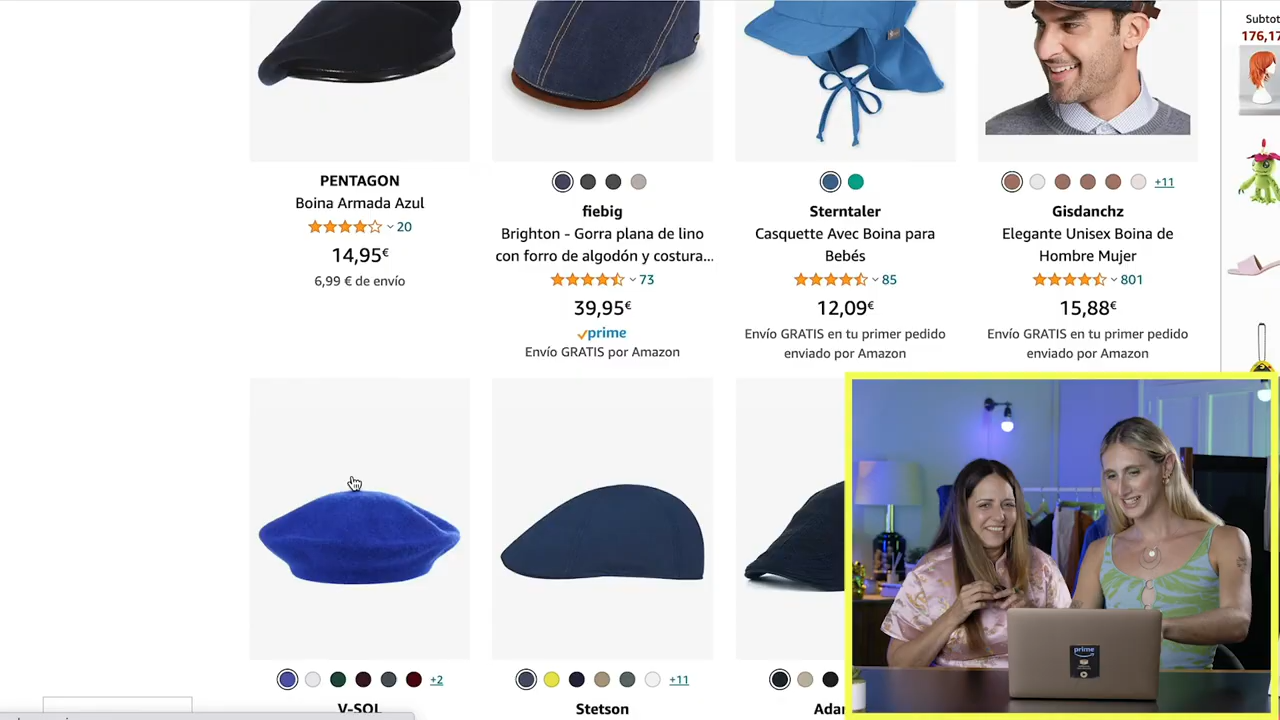 Subtot
176,17
PENTAGON
Boina Armada Azul
20
14,95€
6,99 € de envío
fiebig
Brighton - Gorra plana de lino
con forro de algodón y costura...
73
39,95€
prime
Envío GRATIS por Amazon
Sterntaler
Casquette Avec Boina para
Bebés
85
12,09€
Envío GRATIS en tu primer pedido
enviado por Amazon
+11
Gisdanchz
Elegante Unisex Boina de
Hombre Mujer
801
15,88€
Envío GRATIS en tu primer pedido
enviado por Amazon
+2
V-SOL
+11
Stetson
Adar
prime